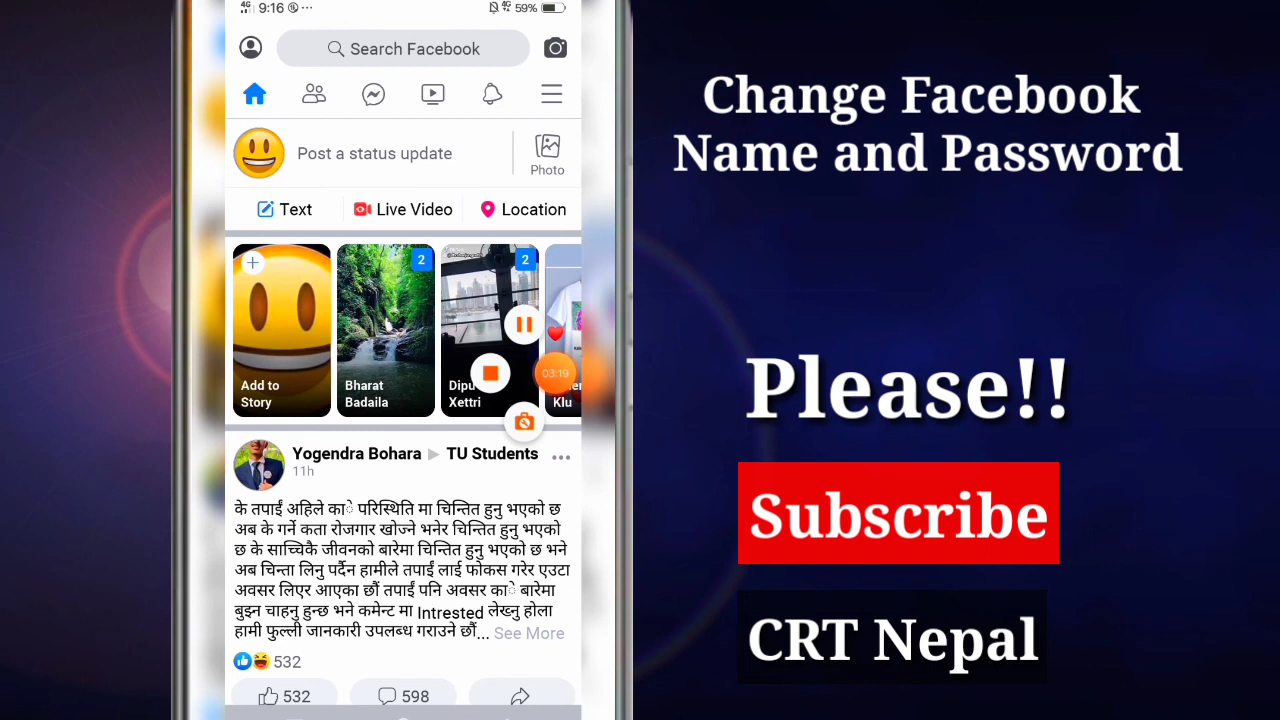 4G 9:16 ... 4G 59%
Search Facebook
Post a status update
Photo
Text Live Video Location
2 2
Add to Story
Bharat Badaila
Xettri
Klu
03:19
Yogendra Bohara ▶ TU Students ...
11h
के तपाईं अहिले काे परिस्थिति मा चिन्तित हुनु भएको छ
अब के गर्ने कता रोजगार खोज्ने भनेर चिन्तित हुनु भएको
छ के साच्चिकै जीवनको बारेमा चिन्तित हुनु भएको छ भने
अब चिन्ता लिनु पर्दैन हामीले तपाईं लाई फोकस गरेर एउटा
अवसर लिएर आएका छौं तपाईं पनि अवसर काे बारेमा
बुझ्न चाहनु हुन्छ भने कमेन्ट मा Intrested लेख्नु होला
हामी फुल्ली जानकारी उपलब्ध गराउने छौं... See More
532
532 598
Change Facebook
Name and Password
Please!!
Subscribe
CRT Nepal